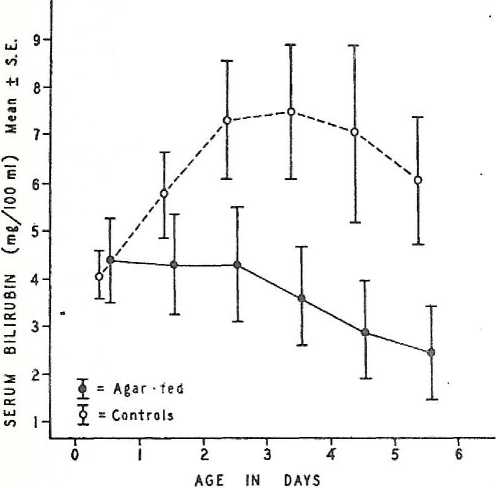 SERUM BILIRUBIN (mg/100 ml) Mean ± S.E.
9
8
7
6
5
4
3
2
1
= Agar-fed
= Controls
0 1 2 3 4 5 6
AGE IN DAYS